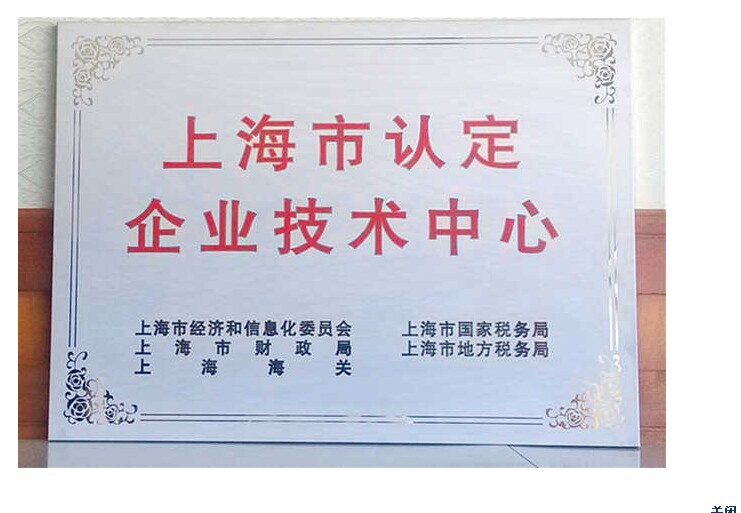 上海市认定
企业技术中心
上海市经济和信息化委员会
上海市财政局
上海海关
上海市国家税务局
上海市地方税务局
关闭